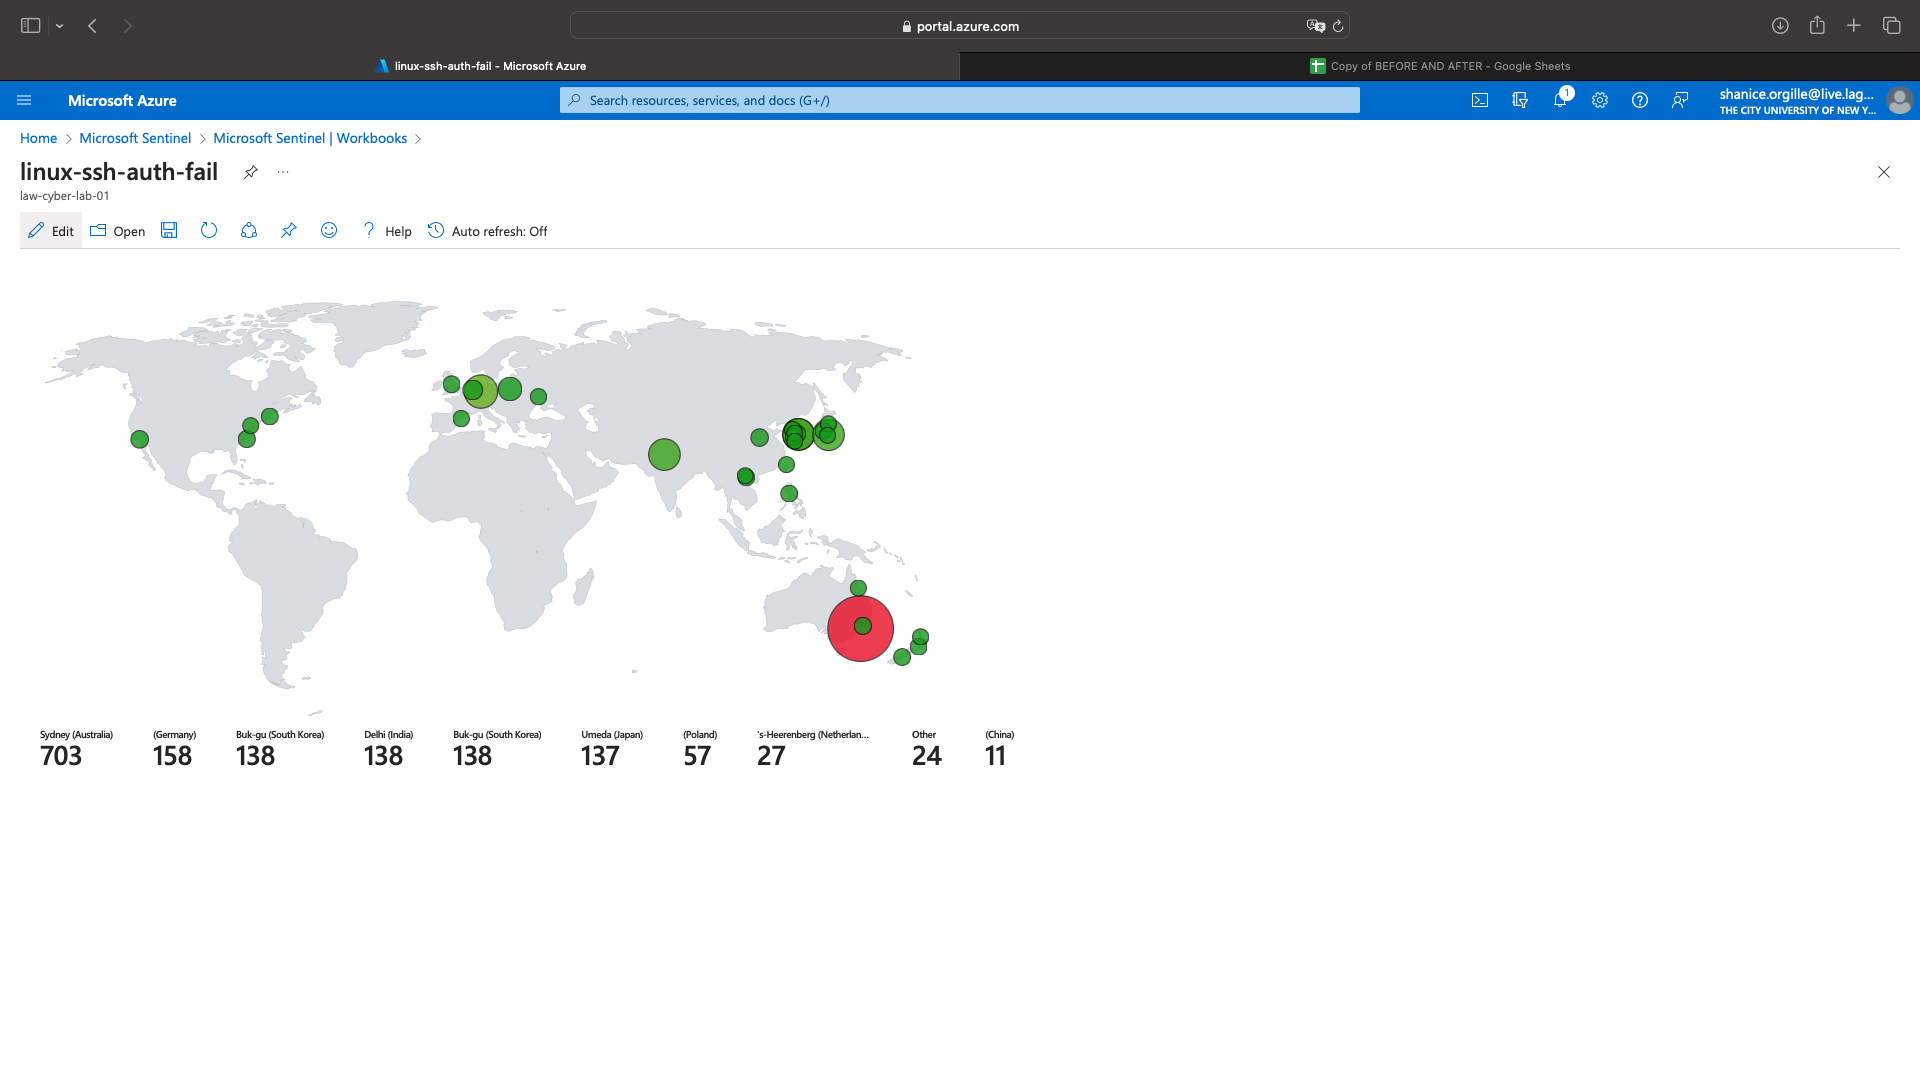 portal.azure.com
linux-ssh-auth-fail - Microsoft Azure
Copy of BEFORE AND AFTER - Google Sheets
Microsoft Azure
Search resources, services, and docs (G+/)
1
shanice.orgille@live.lag...
THE CITY UNIVERSITY OF NEW Y...
Home > Microsoft Sentinel > Microsoft Sentinel | Workbooks >
linux-ssh-auth-fail
law-cyber-lab-01
Edit Open Help Auto refresh: Off
Sydney (Australia) (Germany) Buk-gu (South Korea) Delhi (India) Buk-gu (South Korea) Umeda (Japan) (Poland) 's-Heerenberg (Netherlan... Other (China)
703 158 138 138 138 137 57 27 24 11